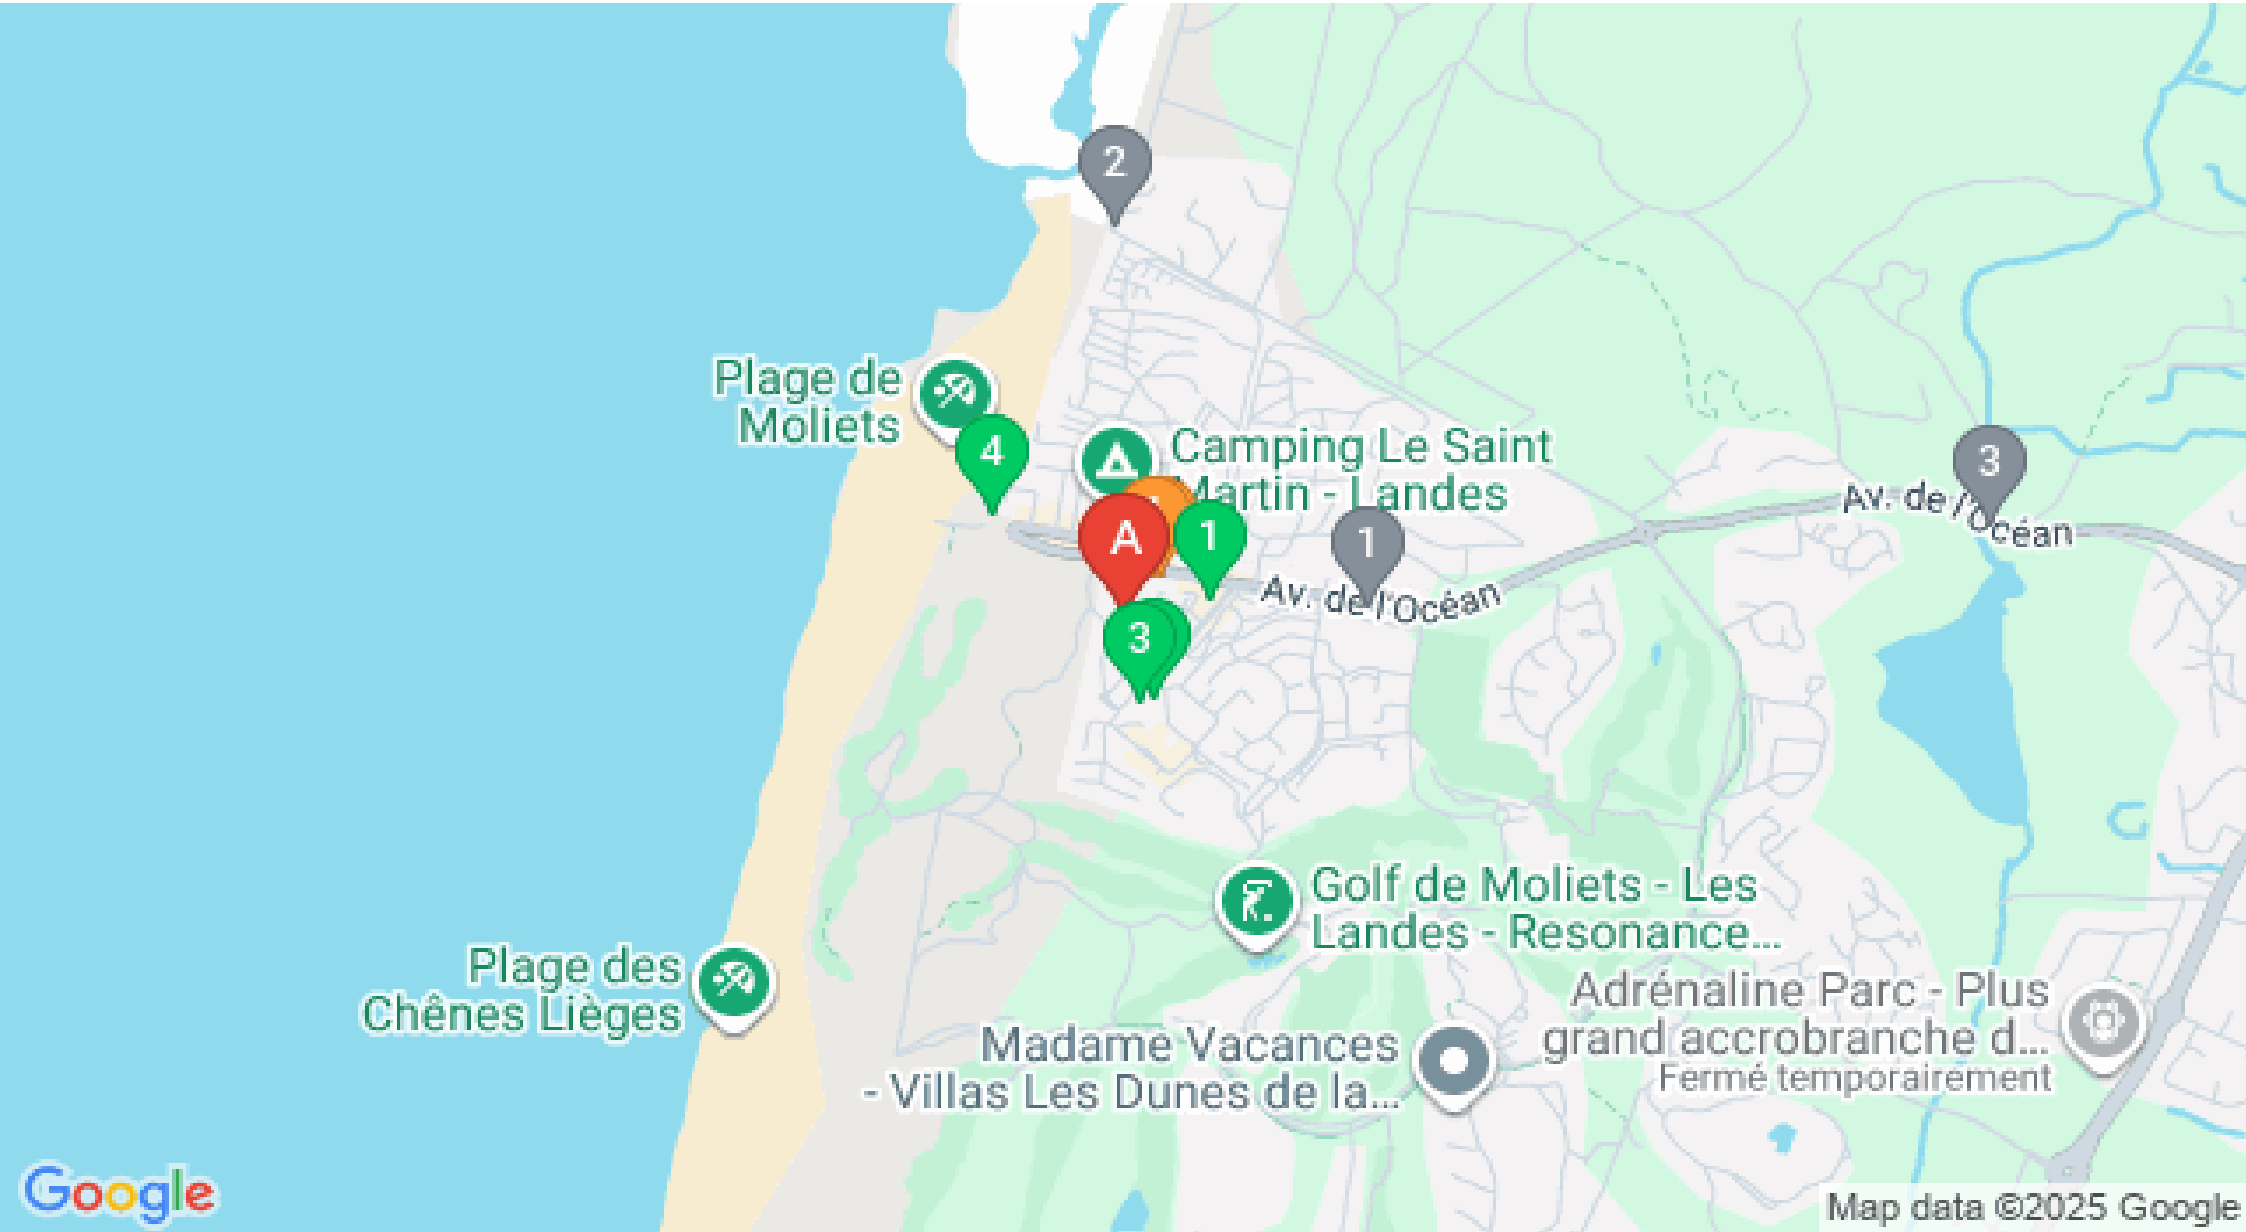 2
Plage de
Moliets
4
Camping Le Saint
Martin - Landes
A
1
1
3
Av. de l'Océan
Av. de l'Océan
3
Golf de Moliets - Les
Landes - Resonance...
Plage des
Chênes Lièges
Adrénaline Parc - Plus
grand accrobranche d...
Fermé temporairement
Madame Vacances
- Villas Les Dunes de la...
Google
Map data ©2025 Google